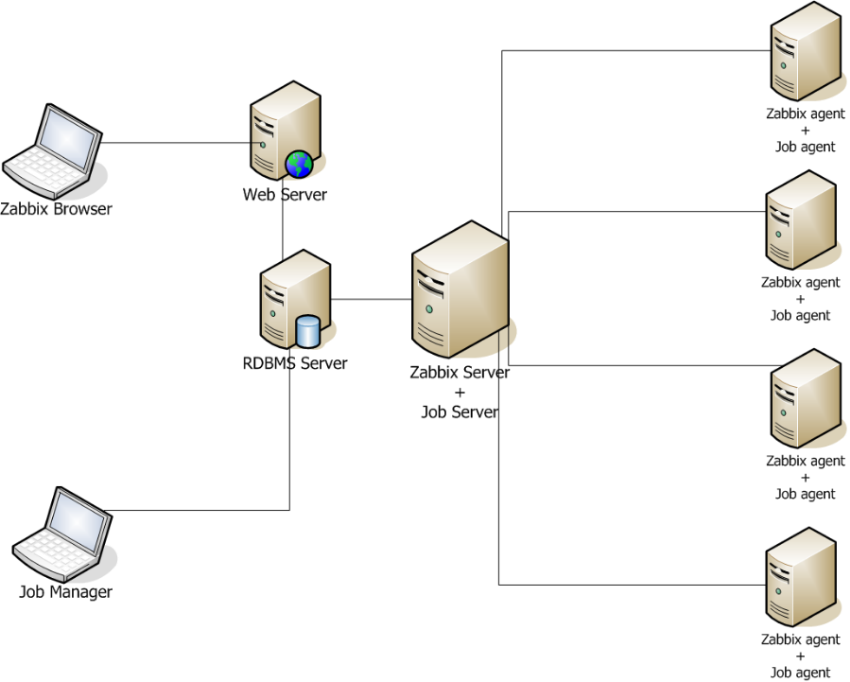 Zabbix agent
+
Job agent
Web Server
Zabbix Browser
Zabbix agent
+
Job agent
RDBMS Server
Zabbix Server
+
Job Server
Zabbix agent
+
Job agent
Job Manager
Zabbix agent
+
Job agent